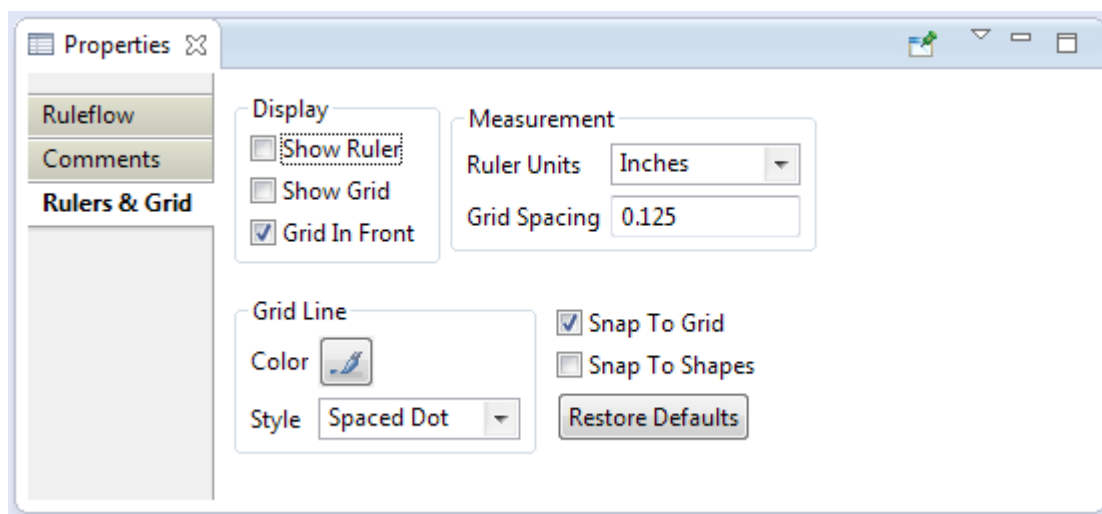 Properties
Ruleflow
Comments
Rulers & Grid
Display
Show Ruler
Show Grid
Grid In Front
Measurement
Ruler Units Inches
Grid Spacing 0.125
Grid Line
Color
Style Spaced Dot
Snap To Grid
Snap To Shapes
Restore Defaults